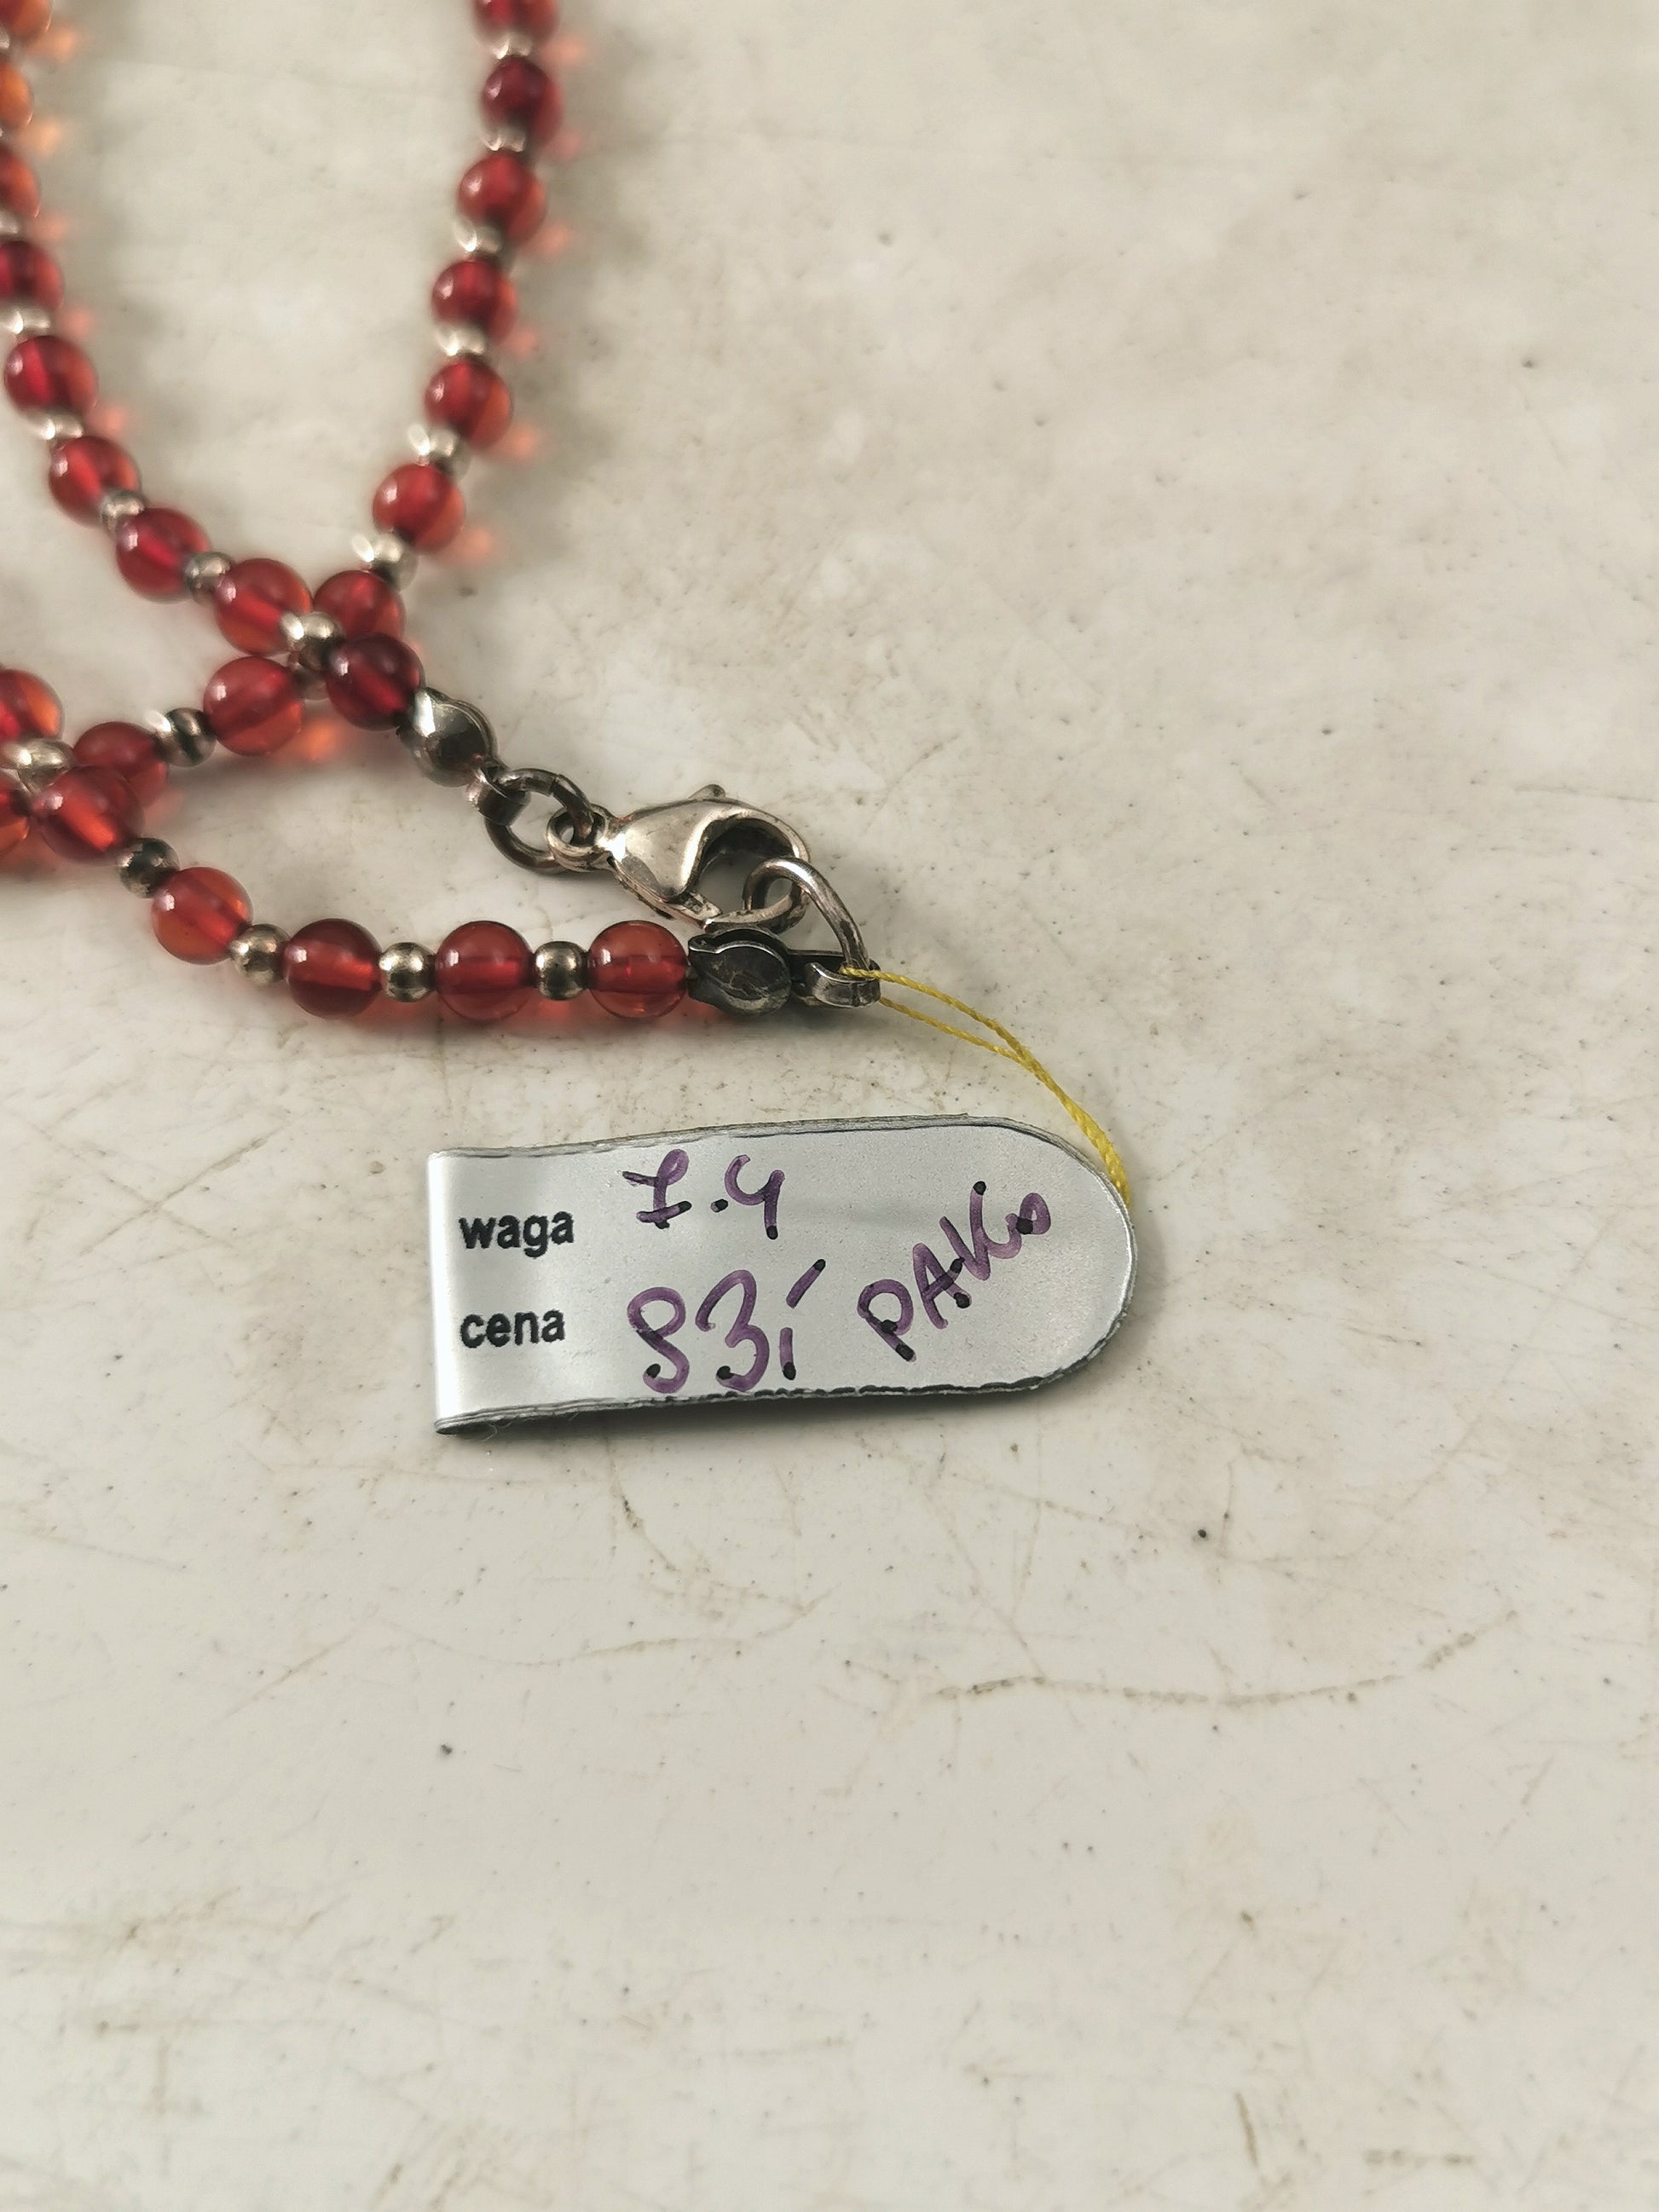 waga 7.4
cena 83,- PAKO